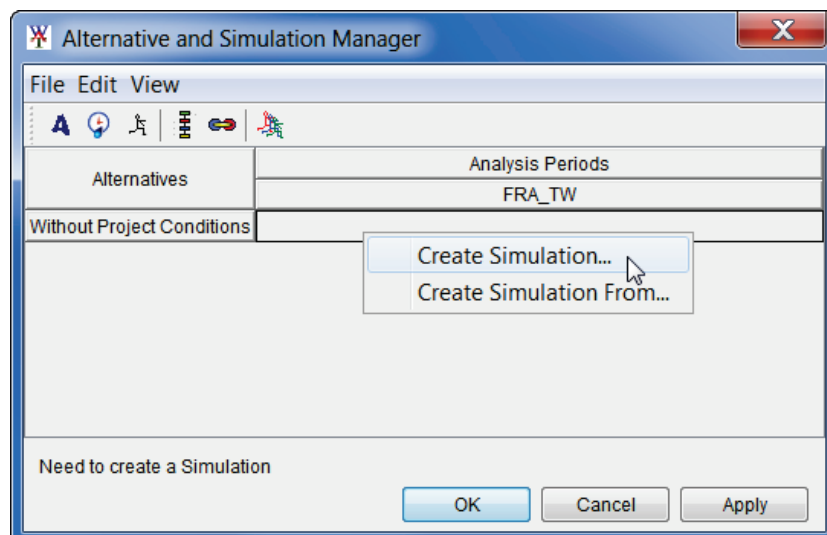 Alternative and Simulation Manager
File Edit View
Alternatives
Analysis Periods
FRA_TW
Without Project Conditions
Create Simulation...
Create Simulation From...
Need to create a Simulation
OK Cancel Apply